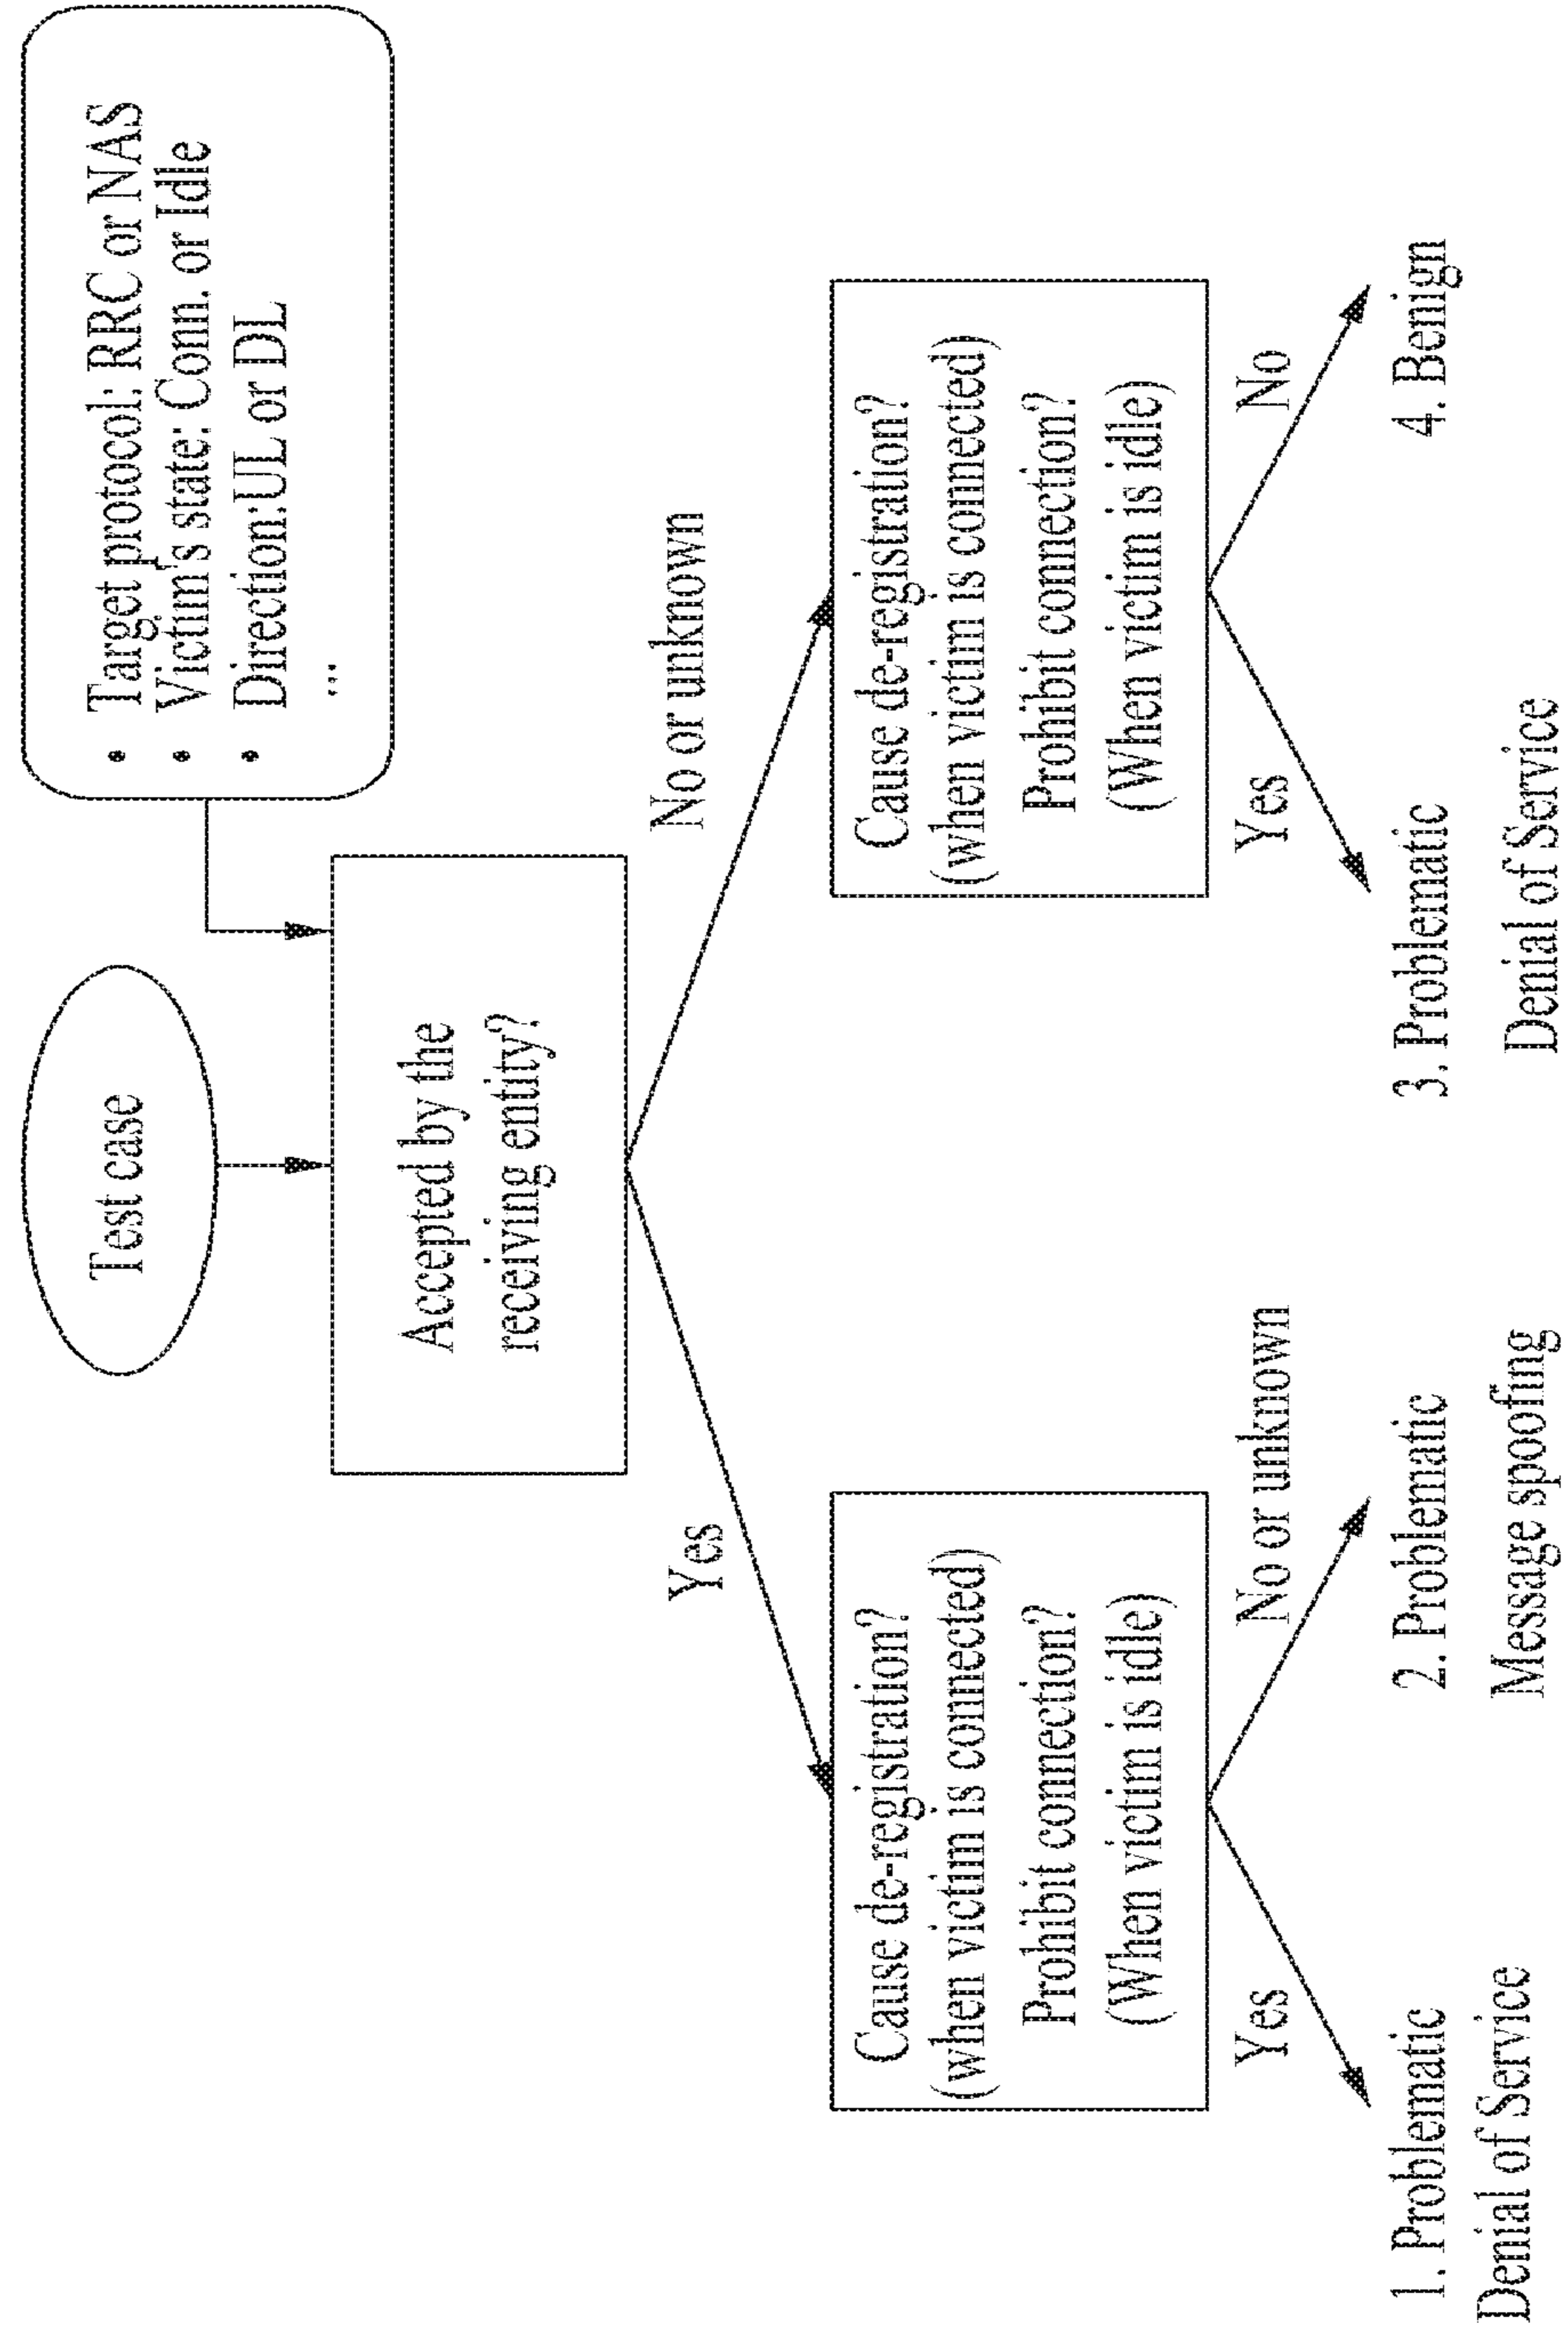 Test case
• Target protocol: RRC or NAS
• Victim's state: Conn. or Idle
• Direction:UL or DL
...
Accepted by the
receiving entity?
Yes
No or unknown
Cause de-registration?
(when victim is connected)
Prohibit connection?
(When victim is idle)
Cause de-registration?
(when victim is connected)
Prohibit connection?
(When victim is idle)
Yes
No or unknown
Yes
No
1. Problematic
Denial of Service
2. Problematic
Message spoofing
3. Problematic
Denial of Service
4. Benign